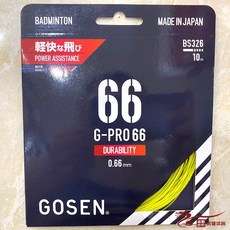 BADMINTON
MADE IN JAPAN
軽快な飛び
POWER ASSISTANCE
BS326
10m
66
G-PRO 66
DURABILITY
0.66mm
GOSEN